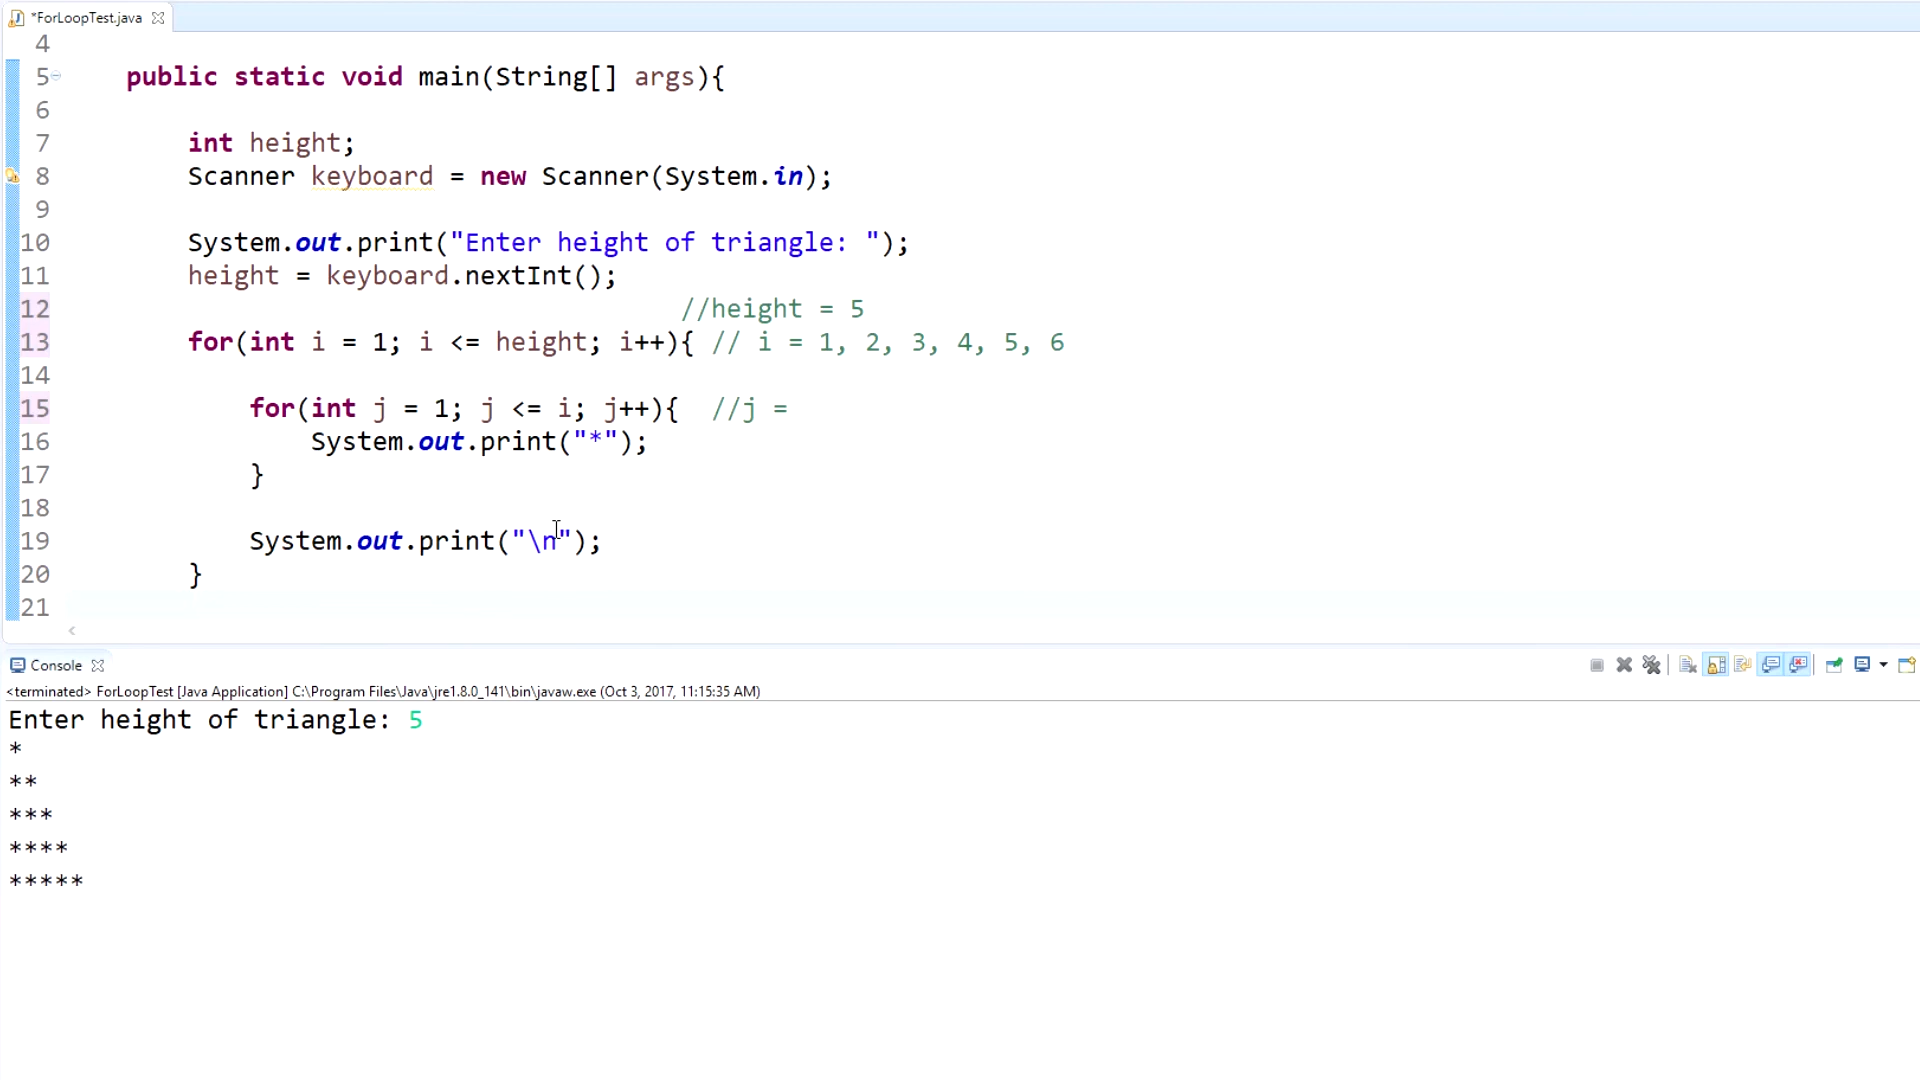 *ForLoopTest.java
4
5 public static void main(String[] args){
6
7 int height;
8 Scanner keyboard = new Scanner(System.in);
9
10 System.out.print("Enter height of triangle: ");
11 height = keyboard.nextInt();
12 //height = 5
13 for(int i = 1; i <= height; i++){ // i = 1, 2, 3, 4, 5, 6
14
15 for(int j = 1; j <= i; j++){ //j =
16 System.out.print("*");
17 }
18
19 System.out.print("\n");
20 }
21
Console
<terminated> ForLoopTest [Java Application] C:\Program Files\Java\jre1.8.0_141\bin\javaw.exe (Oct 3, 2017, 11:15:35 AM)
Enter height of triangle: 5
*
**
***
****
*****